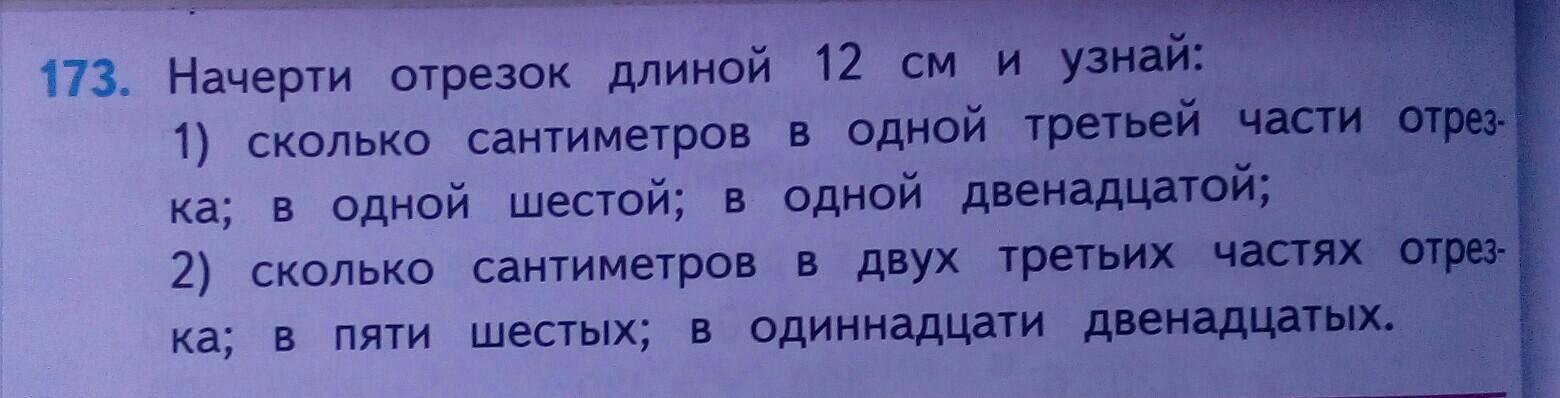 173. Начерти отрезок длиной 12 см и узнай:
1) сколько сантиметров в одной третьей части отрез-
ка; в одной шестой; в одной двенадцатой;
2) сколько сантиметров в двух третьих частях отрез-
ка; в пяти шестых; в одиннадцати двенадцатых.